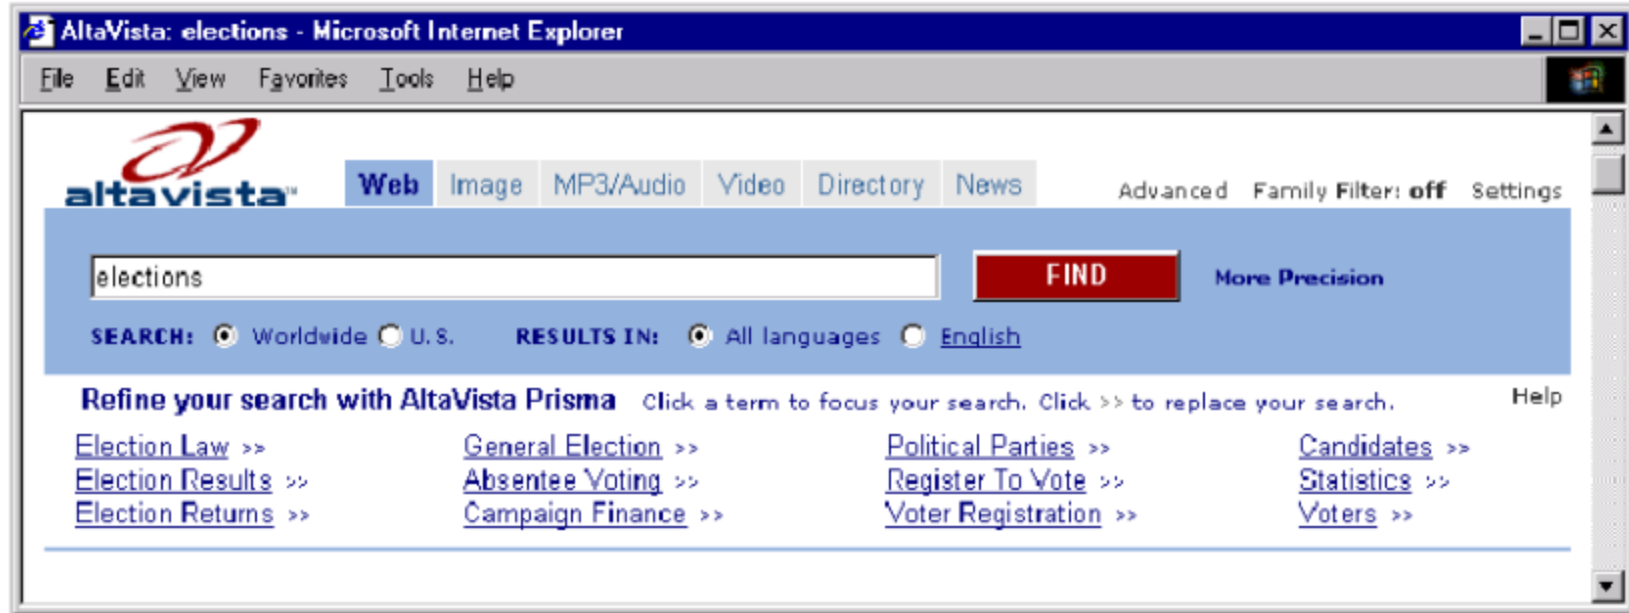 AltaVista: elections - Microsoft Internet Explorer
File Edit View Favorites Tools Help
altavista™
Web Image MP3/Audio Video Directory News Advanced Family Filter: off Settings
elections FIND More Precision
SEARCH: Worldwide U.S. RESULTS IN: All languages English
Refine your search with AltaVista Prisma Click a term to focus your search. Click >> to replace your search. Help
Election Law >> General Election >> Political Parties >> Candidates >>
Election Results >> Absentee Voting >> Register To Vote >> Statistics >>
Election Returns >> Campaign Finance >> Voter Registration >> Voters >>